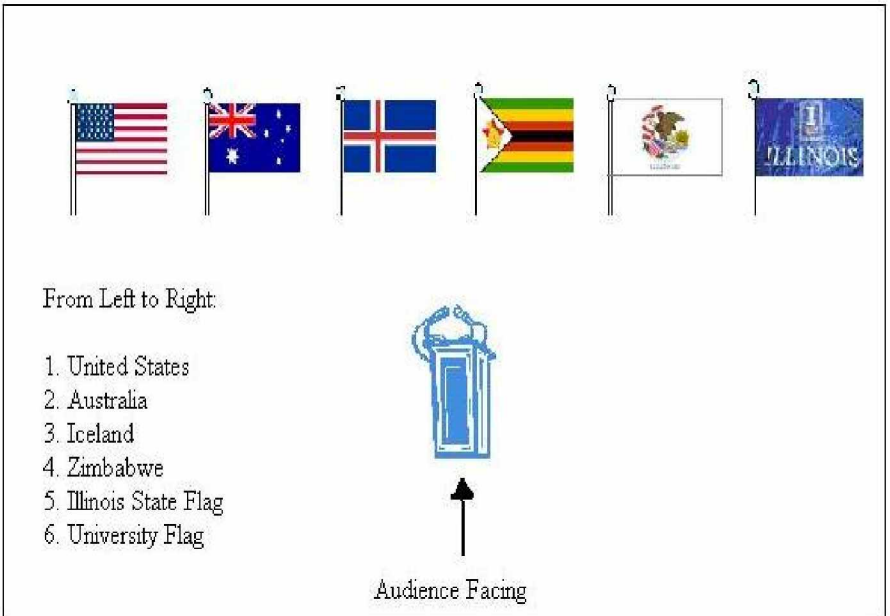 I
ILLINOIS
From Left to Right:
1. United States
2. Australia
3. Iceland
4. Zimbabwe
5. Illinois State Flag
6. University Flag
Audience Facing